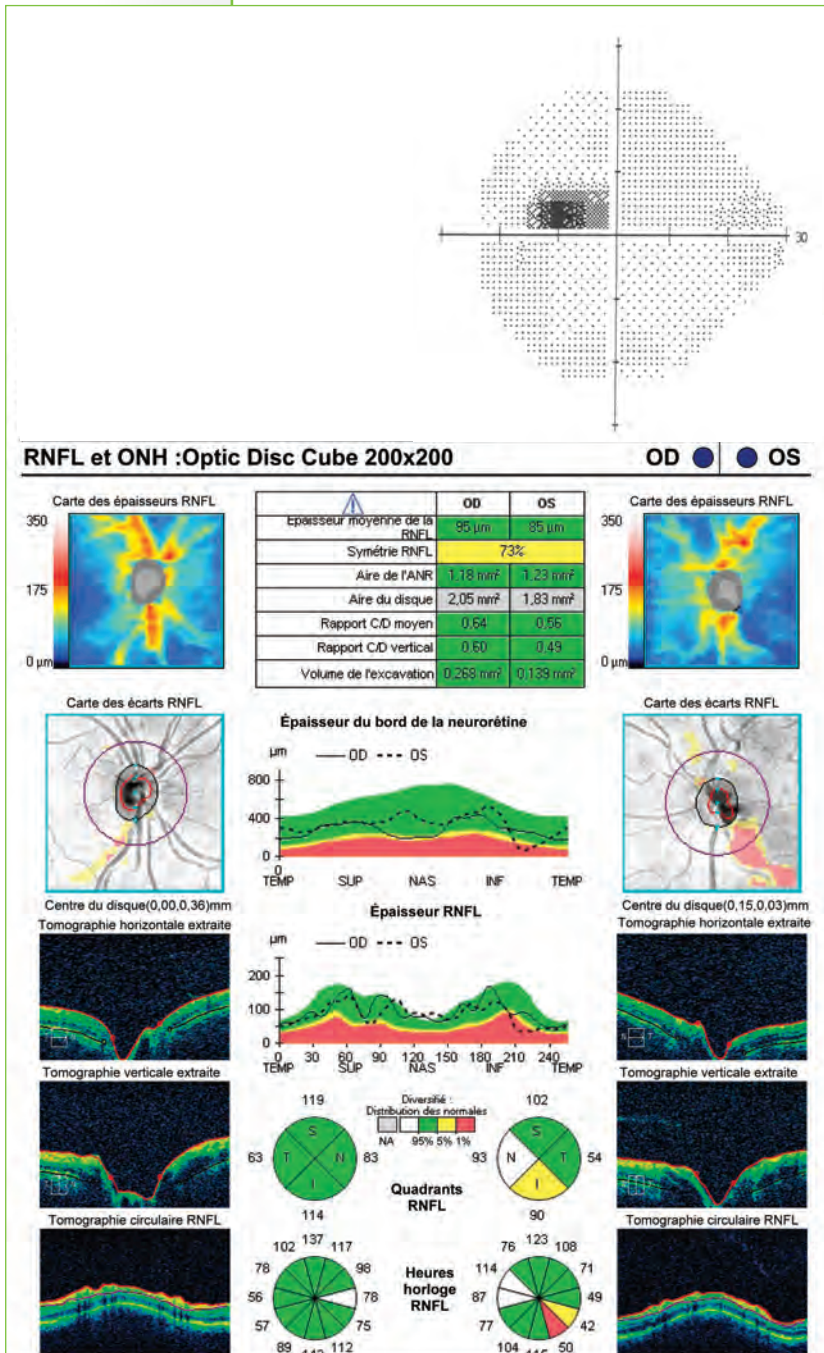 30
RNFL et ONH :Optic Disc Cube 200x200
OD OS
Carte des épaisseurs RNFL
350
175
0 µm
OD OS
Epaisseur moyenne de la RNFL 95 µm 85 µm
Symétrie RNFL 73%
Aire de l'ANR 1,18 mm² 1,23 mm²
Aire du disque 2,05 mm² 1,83 mm²
Rapport C/D moyen 0.64 0.56
Rapport C/D vertical 0.60 0.49
Volume de l'excavation 0,268 mm³ 0,139 mm³
Carte des épaisseurs RNFL
350
175
0 µm
Carte des écarts RNFL
Centre du disque(0,00,0,36)mm
Épaisseur du bord de la neurorétine
µm
OD OS
800
400
0
0
TEMP SUP NAS INF TEMP
Carte des écarts RNFL
Centre du disque(0,15,0,03)mm
Épaisseur RNFL
µm
OD OS
200
100
0
0 30 60 90 120 150 180 210 240
TEMP SUP NAS INF TEMP
Tomographie horizontale extraite
Tomographie horizontale extraite
Tomographie verticale extraite
Tomographie verticale extraite
119
S
63 T N 83
I
114
Diversifié :
Distribution des normales
NA 95% 5% 1%
Quadrants
RNFL
102
S
93 N T 54
I
90
Tomographie circulaire RNFL
Tomographie circulaire RNFL
137
102 117
78 98
56 78
57 75
89 112
Heures
horloge
RNFL
123
76 108
114 71
87 49
77 42
104 50